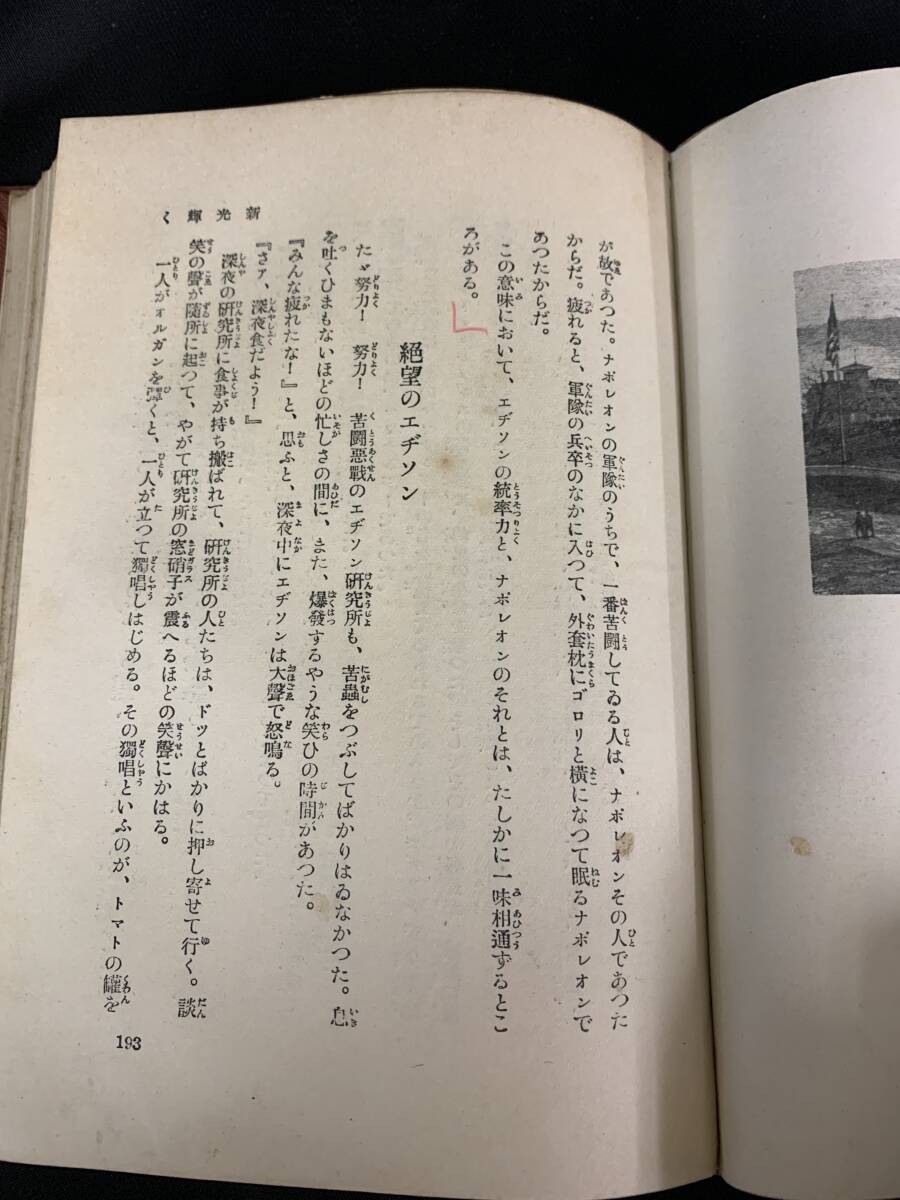 新光輝く
が故であつた。ナポレオンの軍隊のうちで、一番苦闘してゐる人は、ナポレオンその人であつた
からだ。疲れると、軍隊の兵卒のなかに入つて、外套枕にゴロリと橫になつて眠るナポレオンで
あつたからだ。
この意味において、エヂソンの統率力と、ナポレオンのそれとは、たしかに一味相通ずるとこ
ろがある。
絕望のエヂソン
たゞ努力！　努力！　苦闘惡戰のエヂソン硏究所も、苦蟲をつぶしてばかりはゐなかつた。息
を吐くひまもないほどの忙しさの間に、また、爆發するやうな笑ひの時間があつた。
『みんな疲れたな！』と、思ふと、深夜中にエヂソンは大聲で怒鳴る。
『さァ、深夜食だよう！』
深夜の硏究所に食事が持ち搬ばれて、硏究所の人たちは、ドツとばかりに押し寄せて行く。談
笑の聲が隨所に起つて、やがて硏究所の窓硝子が震へるほどの笑聲にかはる。
一人がオルガンを彈くと、一人が立つて獨唱しはじめる。その獨唱といふのが、トマトの罐を
193